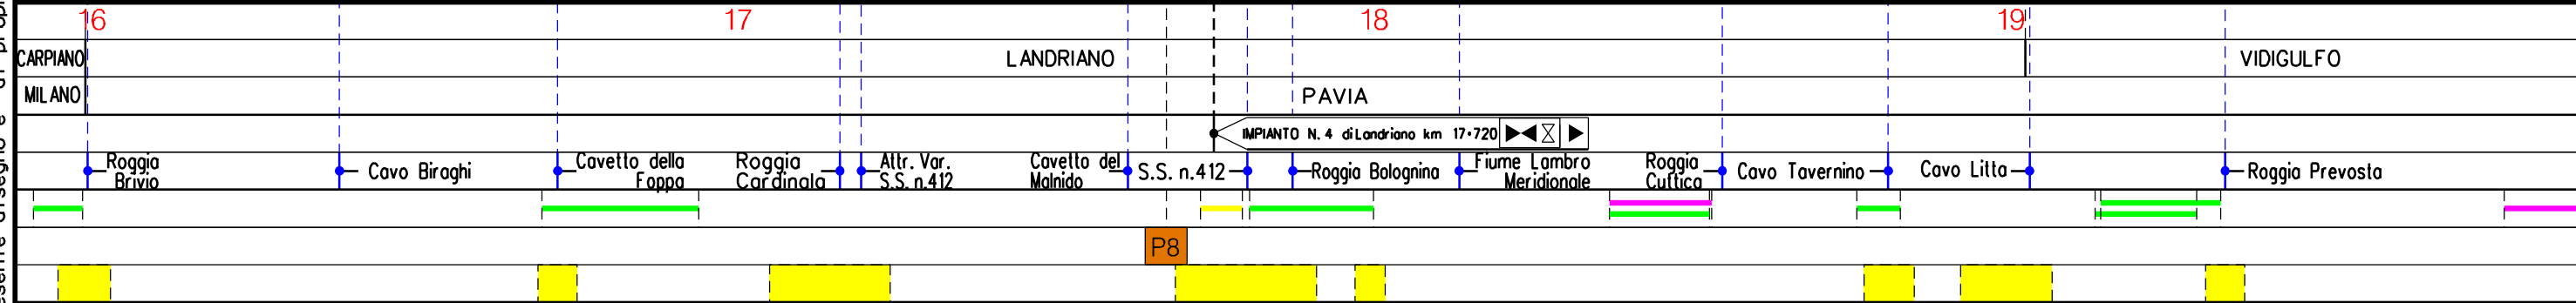 16 17 18 19
CARPIANO LANDRIANO VIDIGULFO
MILANO PAVIA
IMPIANTO N. 4 di Landriano km 17+720
Roggia Brivio
Cavo Biraghi
Cavetto della Foppa
Roggia Cardinala
Attr. Var. S.S. n.412
Cavetto del Malnido
S.S. n.412
Roggia Bolognina
Fiume Lambro Meridionale
Roggia Cuttica
Cavo Tavernino
Cavo Litta
Roggia Prevosta
P8